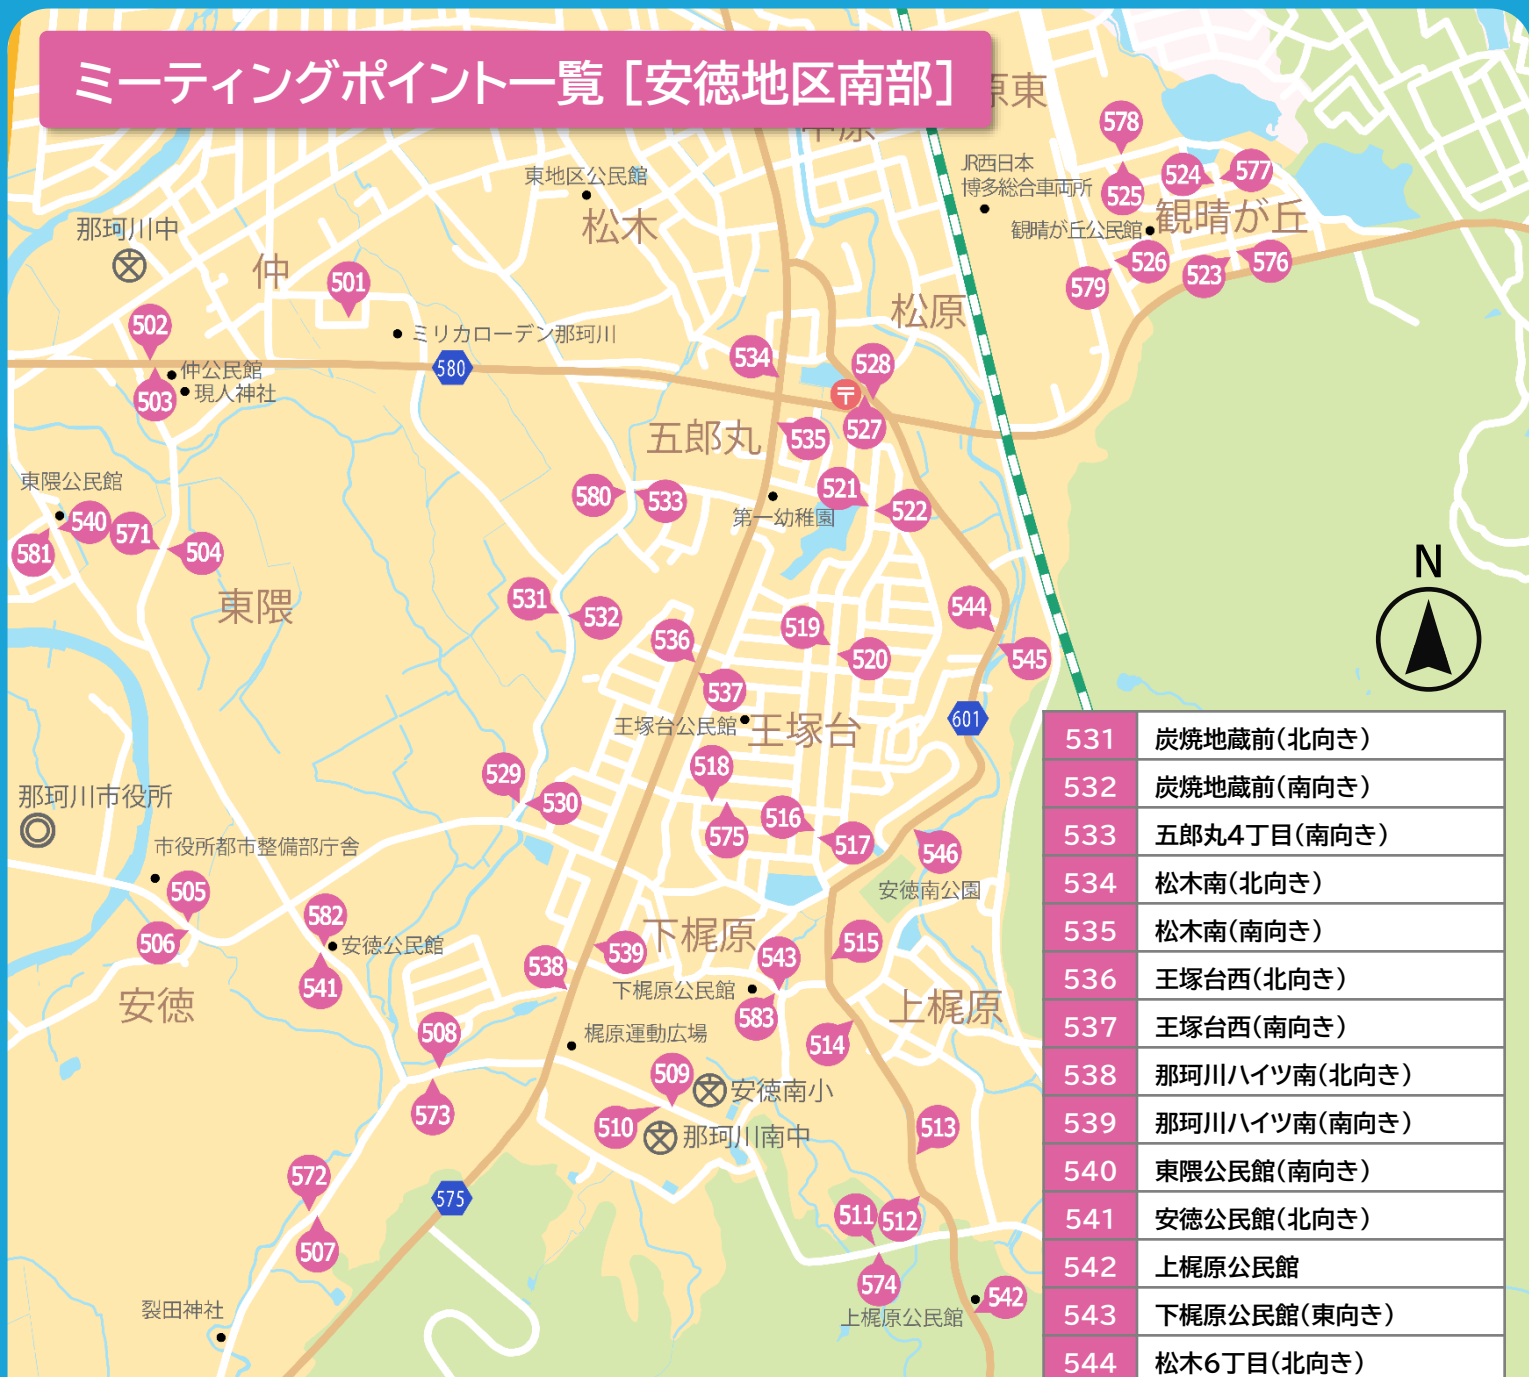 ミーティングポイント一覧［安徳地区南部］
原東
中原
578
JR西日本
博多総合車両所
525
524
577
東地区公民館
松木
観晴が丘公民館
観晴が丘
那珂川中
仲
501
526
579
523
576
松原
502
ミリカローデン那珂川
534
528
580
仲公民館
現人神社
503
〒
527
五郎丸
535
東隈公民館
580
533
521
522
第一幼稚園
540
571
504
581
N
東隈
531
532
544
519
536
520
545
537
王塚台公民館
王塚台
601
518
529
530
516
575
517
546
那珂川市役所
市役所都市整備部庁舎
安徳南公園
505
582
506
安徳公民館
下梶原
515
539
543
538
541
下梶原公民館
583
安徳
上梶原
508
梶原運動広場
514
509
安徳南小
573
510
那珂川南中
513
572
575
511
512
507
574
542
裂田神社
上梶原公民館
531 炭焼地蔵前（北向き）
532 炭焼地蔵前（南向き）
533 五郎丸4丁目（南向き）
534 松木南（北向き）
535 松木南（南向き）
536 王塚台西（北向き）
537 王塚台西（南向き）
538 那珂川ハイツ南（北向き）
539 那珂川ハイツ南（南向き）
540 東隈公民館（南向き）
541 安徳公民館（北向き）
542 上梶原公民館
543 下梶原公民館（東向き）
544 松木6丁目（北向き）